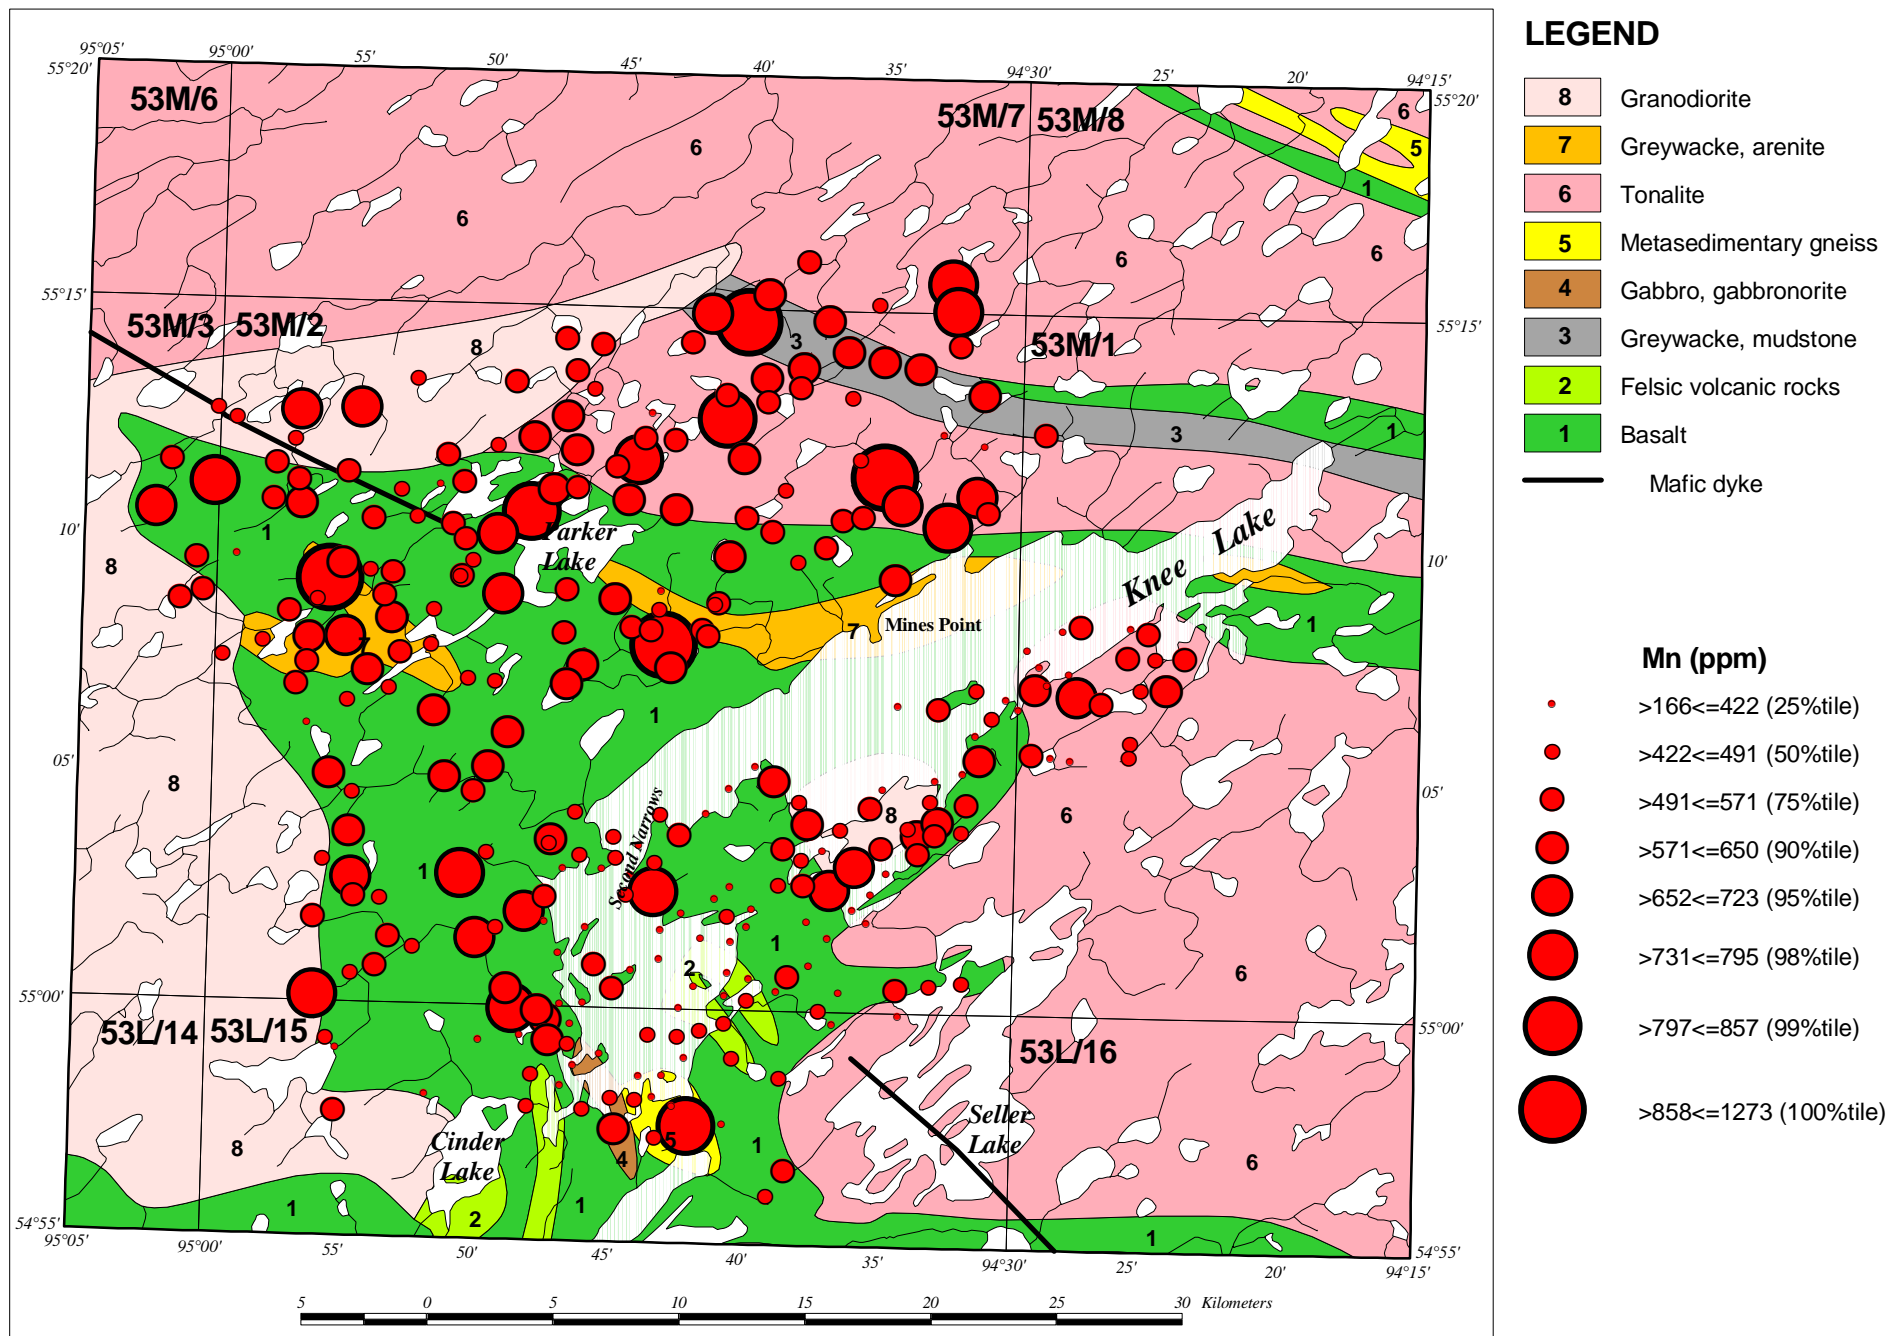 95°05' 95°00' 55' 50' 45' 40' 35' 94°30' 25' 20' 94°15'
55°20' 55°20'
53M/6 53M/7 53M/8
6 6 5 1
6 6 6
55°15' 55°15'
53M/3 53M/2 53M/1
8 3
1 3
10' 10'
1
Parker
Lake
Knee Lake
8
7 7 Mines Point 1
1
05' 05'
8 8 6
1
Second Narrows
1
2 6
55°00' 55°00'
53L/14 53L/15 53L/16
Seller
Lake
Cinder
Lake
8 5 1
4 6
1 2 1 1
54°55' 54°55'
95°05' 95°00' 55' 50' 45' 40' 35' 94°30' 25' 20' 94°15'
5 0 5 10 15 20 25 30 Kilometers
LEGEND
8 Granodiorite
7 Greywacke, arenite
6 Tonalite
5 Metasedimentary gneiss
4 Gabbro, gabbronorite
3 Greywacke, mudstone
2 Felsic volcanic rocks
1 Basalt
Mafic dyke
Mn (ppm)
>166<=422 (25%tile)
>422<=491 (50%tile)
>491<=571 (75%tile)
>571<=650 (90%tile)
>652<=723 (95%tile)
>731<=795 (98%tile)
>797<=857 (99%tile)
>858<=1273 (100%tile)